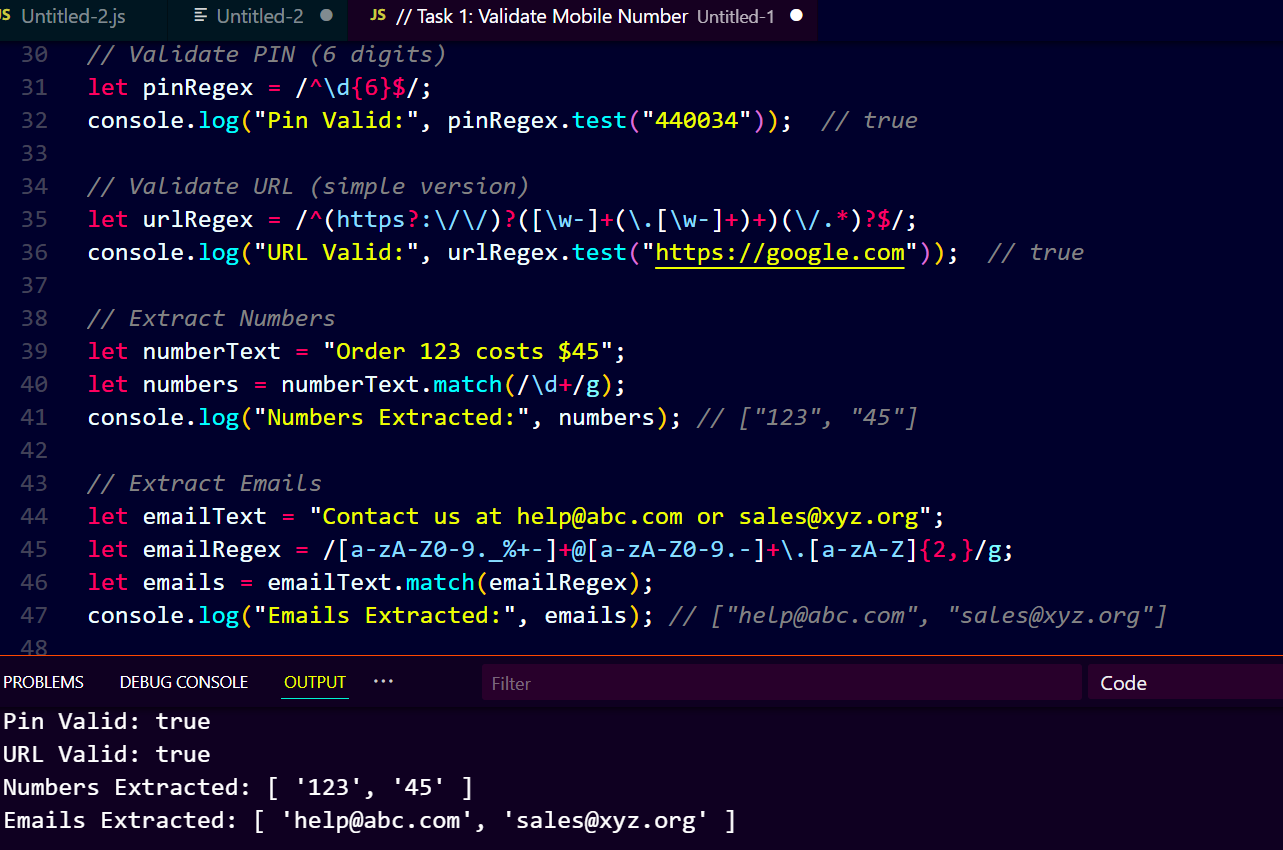 JS Untitled-2.js Untitled-2 JS // Task 1: Validate Mobile Number Untitled-1
30 // Validate PIN (6 digits)
31 let pinRegex = /^\d{6}$/;
32 console.log("Pin Valid:", pinRegex.test("440034")); // true
33
34 // Validate URL (simple version)
35 let urlRegex = /^(https?:\/\/)?([\w-]+(\.[\w-]+)+)(\/.*)?$/;
36 console.log("URL Valid:", urlRegex.test("https://google.com")); // true
37
38 // Extract Numbers
39 let numberText = "Order 123 costs $45";
40 let numbers = numberText.match(/\d+/g);
41 console.log("Numbers Extracted:", numbers); // ["123", "45"]
42
43 // Extract Emails
44 let emailText = "Contact us at help@abc.com or sales@xyz.org";
45 let emailRegex = /[a-zA-Z0-9._%+-]+@[a-zA-Z0-9.-]+\.[a-zA-Z]{2,}/g;
46 let emails = emailText.match(emailRegex);
47 console.log("Emails Extracted:", emails); // ["help@abc.com", "sales@xyz.org"]
48
PROBLEMS DEBUG CONSOLE OUTPUT ··· Filter Code
Pin Valid: true
URL Valid: true
Numbers Extracted: [ '123', '45' ]
Emails Extracted: [ 'help@abc.com', 'sales@xyz.org' ]